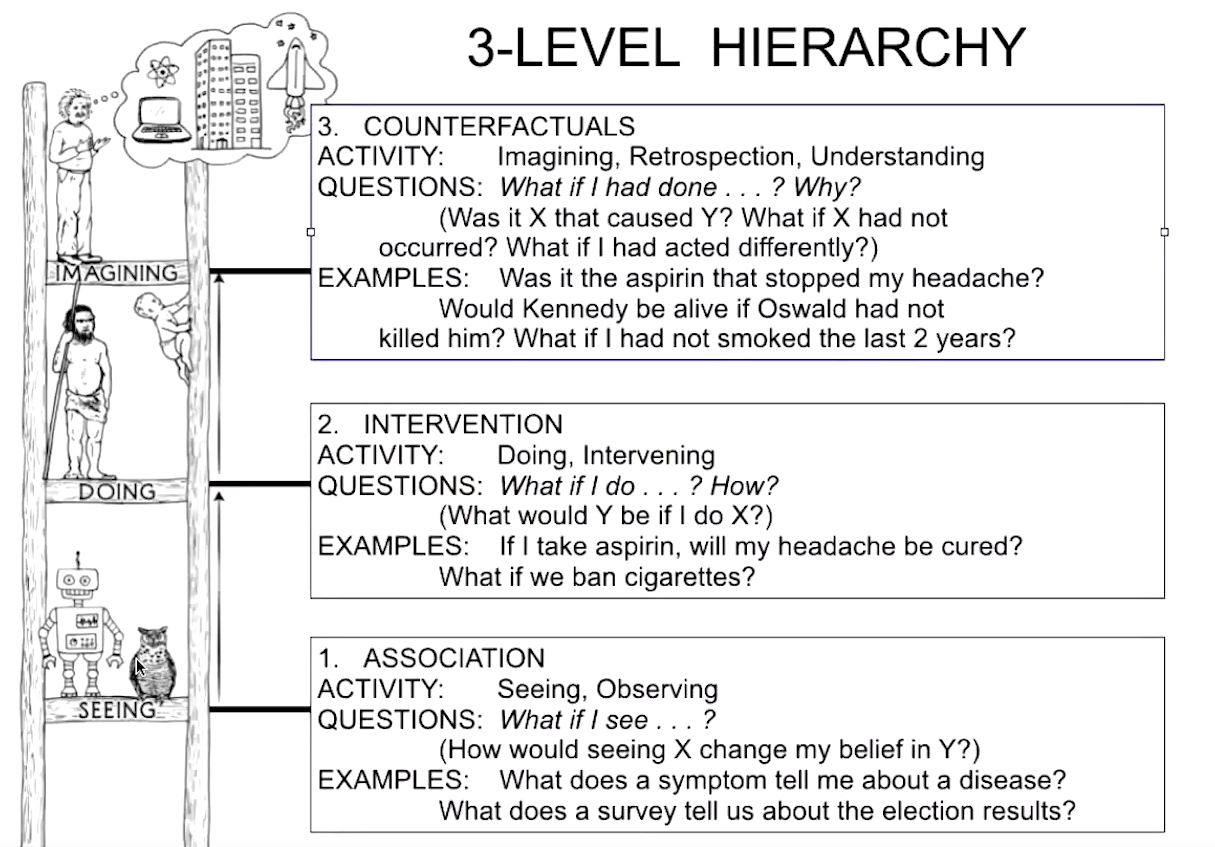 3-LEVEL HIERARCHY
3. COUNTERFACTUALS
ACTIVITY: Imagining, Retrospection, Understanding
QUESTIONS: What if I had done . . . ? Why?
(Was it X that caused Y? What if X had not
occurred? What if I had acted differently?)
EXAMPLES: Was it the aspirin that stopped my headache?
Would Kennedy be alive if Oswald had not
killed him? What if I had not smoked the last 2 years?
IMAGINING
2. INTERVENTION
ACTIVITY: Doing, Intervening
QUESTIONS: What if I do . . . ? How?
(What would Y be if I do X?)
EXAMPLES: If I take aspirin, will my headache be cured?
What if we ban cigarettes?
DOING
1. ASSOCIATION
ACTIVITY: Seeing, Observing
QUESTIONS: What if I see . . . ?
(How would seeing X change my belief in Y?)
EXAMPLES: What does a symptom tell me about a disease?
What does a survey tell us about the election results?
SEEING